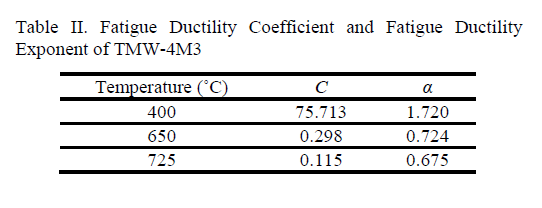 Table II. Fatigue Ductility Coefficient and Fatigue Ductility
Exponent of TMW-4M3
Temperature (˚C) C α
400 75.713 1.720
650 0.298 0.724
725 0.115 0.675